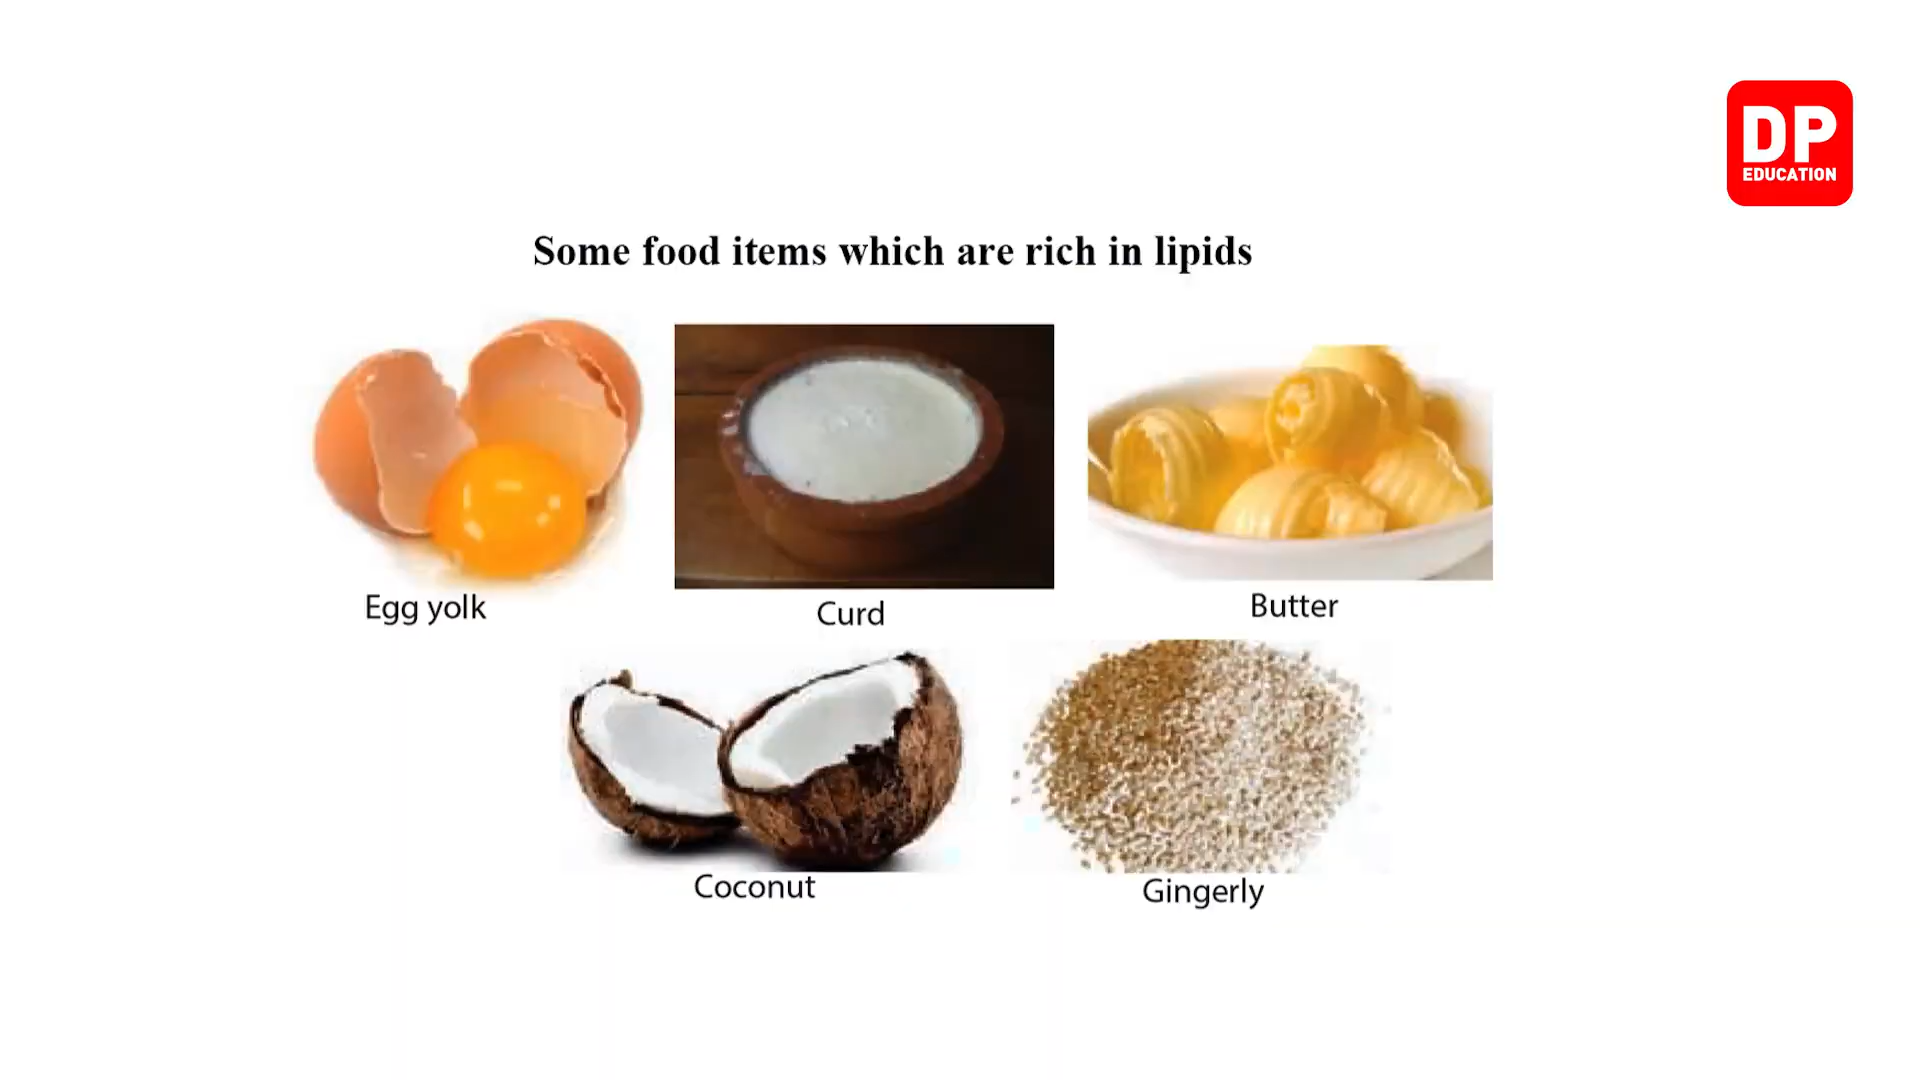 DP
EDUCATION
Some food items which are rich in lipids
Egg yolk
Curd
Butter
Coconut
Gingerly